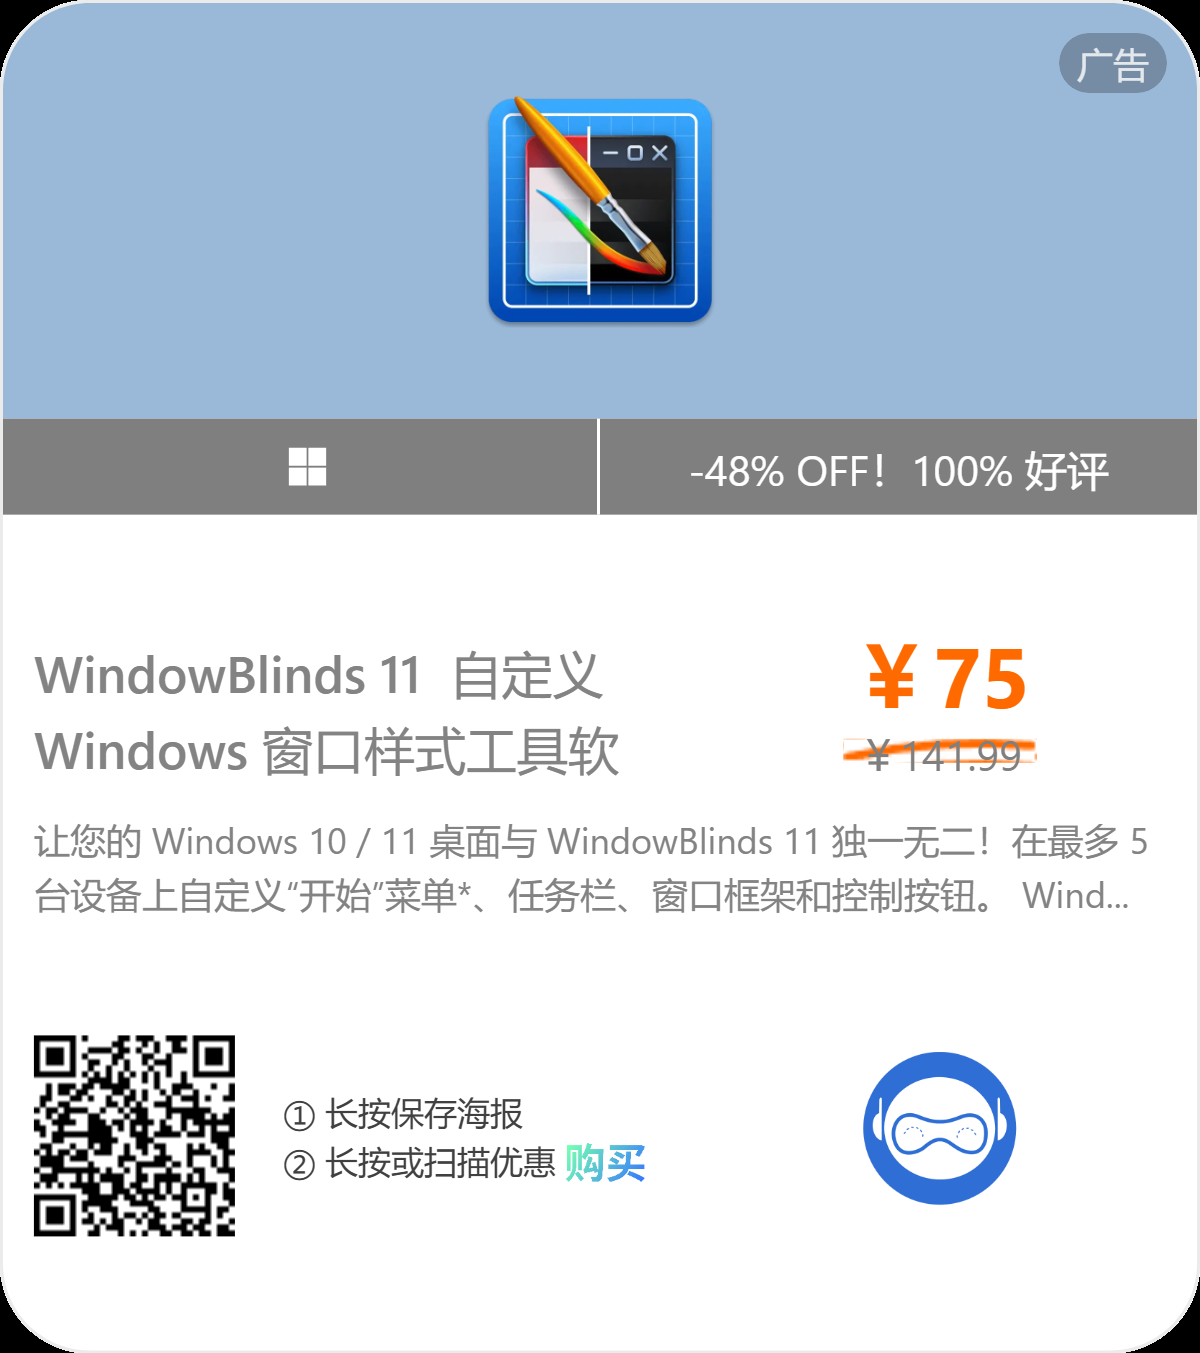 广告
-48% OFF！100% 好评
WindowBlinds 11 自定义
Windows 窗口样式工具软
¥ 75
¥ 141.99
让您的 Windows 10 / 11 桌面与 WindowBlinds 11 独一无二！在最多 5
台设备上自定义“开始”菜单*、任务栏、窗口框架和控制按钮。 Wind...
① 长按保存海报
② 长按或扫描优惠 购买